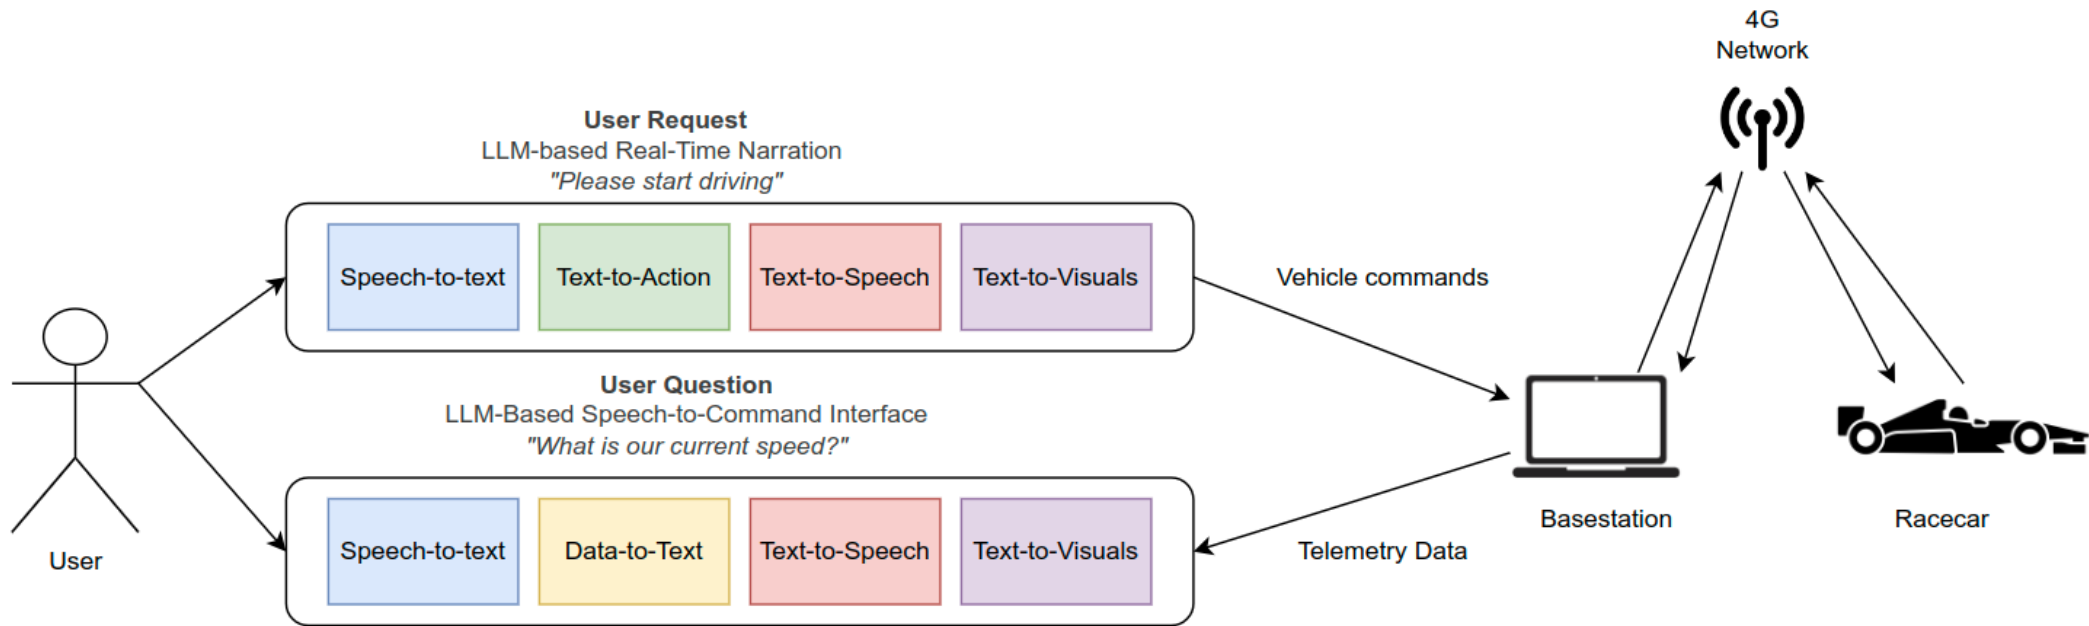 4G
Network
User Request
LLM-based Real-Time Narration
"Please start driving"
Speech-to-text
Text-to-Action
Text-to-Speech
Text-to-Visuals
Vehicle commands
User Question
LLM-Based Speech-to-Command Interface
"What is our current speed?"
Speech-to-text
Data-to-Text
Text-to-Speech
Text-to-Visuals
Telemetry Data
User
Basestation
Racecar